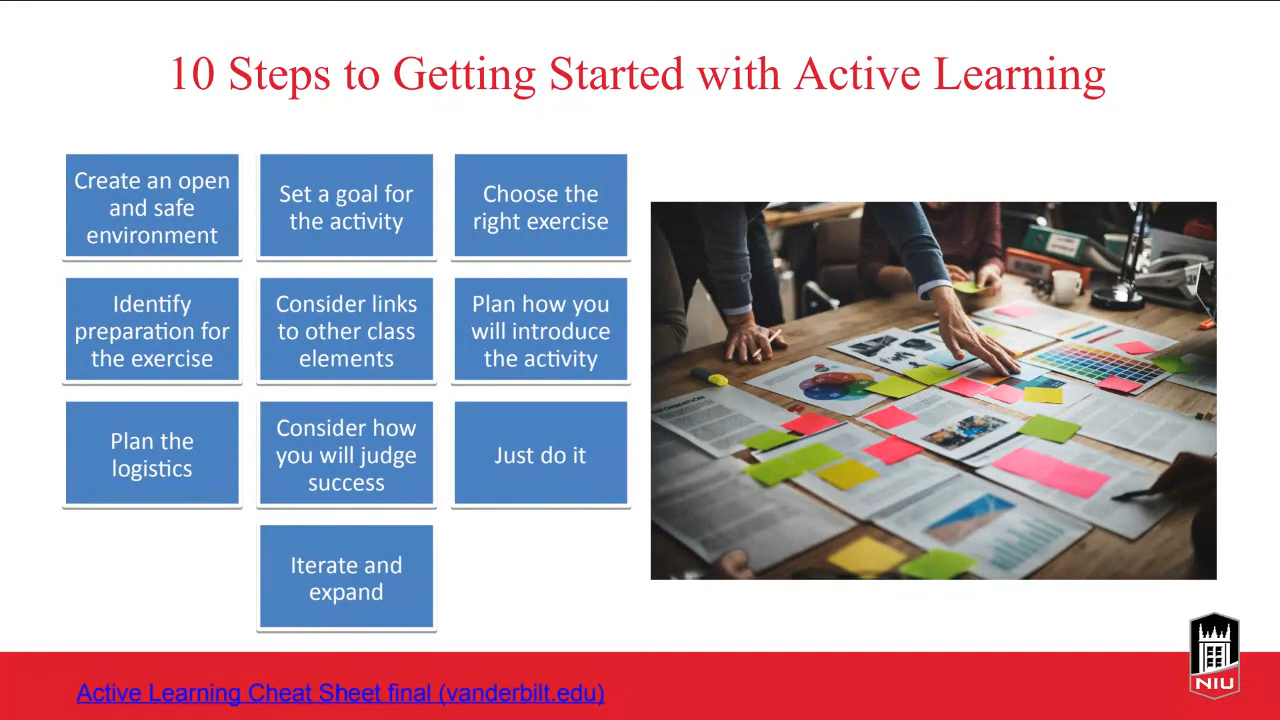 10 Steps to Getting Started with Active Learning
Create an open
and safe
environment
Set a goal for
the activity
Choose the
right exercise
Identify
preparation for
the exercise
Consider links
to other class
elements
Plan how you
will introduce
the activity
Plan the
logistics
Consider how
you will judge
success
Just do it
Iterate and
expand
INFORMATION
NIU
Active Learning Cheat Sheet final (vanderbilt.edu)